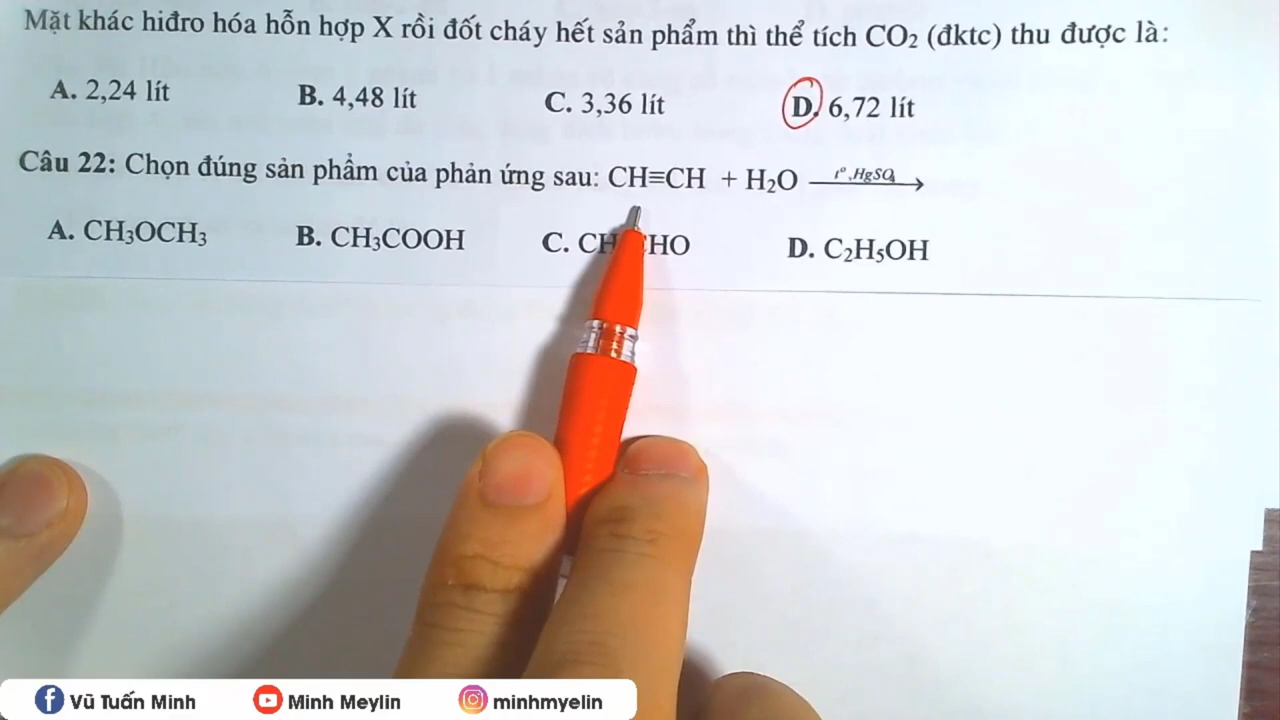 Mặt khác hiđro hóa hỗn hợp X rồi đốt cháy hết sản phẩm thì thể tích CO₂ (đktc) thu được là:
A. 2,24 lít B. 4,48 lít C. 3,36 lít D. 6,72 lít
Câu 22: Chọn đúng sản phẩm của phản ứng sau: CH≡CH + H₂O t°,HgSO₄ →
A. CH₃OCH₃ B. CH₃COOH C. CH HO D. C₂H₅OH
Vũ Tuấn Minh Minh Meylin minhmyelin